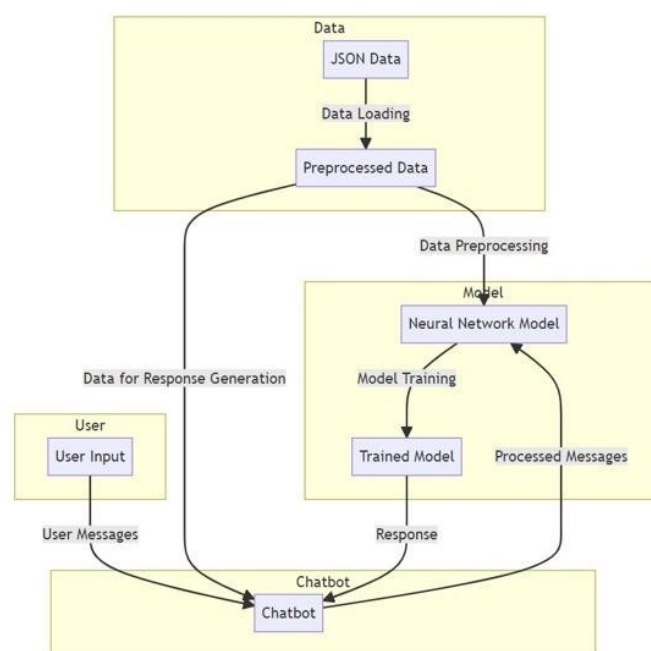 Data
JSON Data
Data Loading
Preprocessed Data
Data Preprocessing
Model
Neural Network Model
Data for Response Generation
Model Training
User
User Input
Trained Model
Processed Messages
User Messages
Response
Chatbot
Chatbot